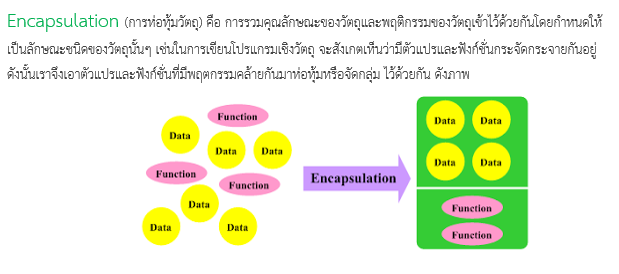 Encapsulation (การห่อหุ้มวัตถุ) คือ การรวมคุณลักษณะของวัตถุและพฤติกรรมของวัตถุเข้าไว้ด้วยกันโดยกำหนดให้
เป็นลักษณะชนิดของวัตถุนั้นๆ เช่นในการเขียนโปรแกรมเชิงวัตถุ จะสังเกตเห็นว่ามีตัวแปรและฟังก์ชั่นกระจัดกระจายกันอยู่
ดังนั้นเราจึงเอาตัวแปรและฟังก์ชั่นที่มีพฤตกรรมคล้ายกันมาห่อหุ้มหรือจัดกลุ่ม ไว้ด้วยกัน ดังภาพ
Function
Data
Data
Data
Function
Function
Data
Data
Data
Encapsulation
Data
Data
Data
Data
Function
Function